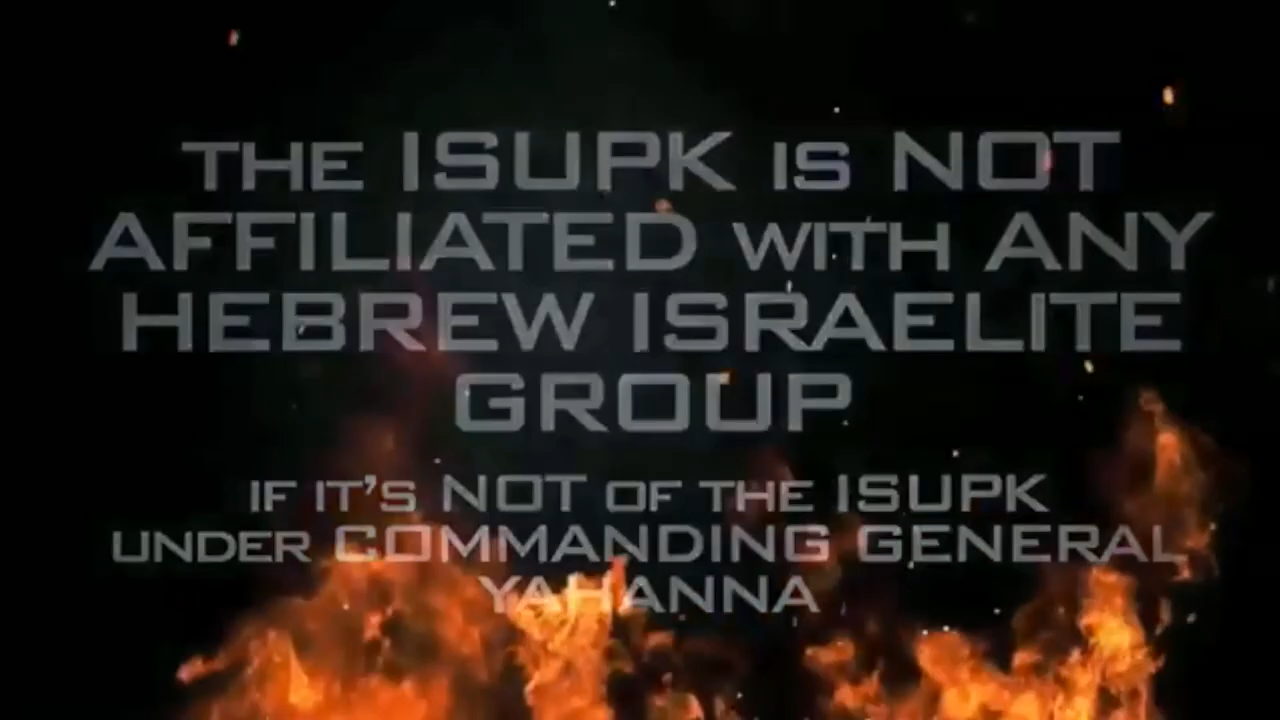 THE ISUPK IS NOT
AFFILIATED WITH ANY
HEBREW ISRAELITE
GROUP
IF IT'S NOT OF THE ISUPK
UNDER COMMANDING GENERAL
YAHANNA